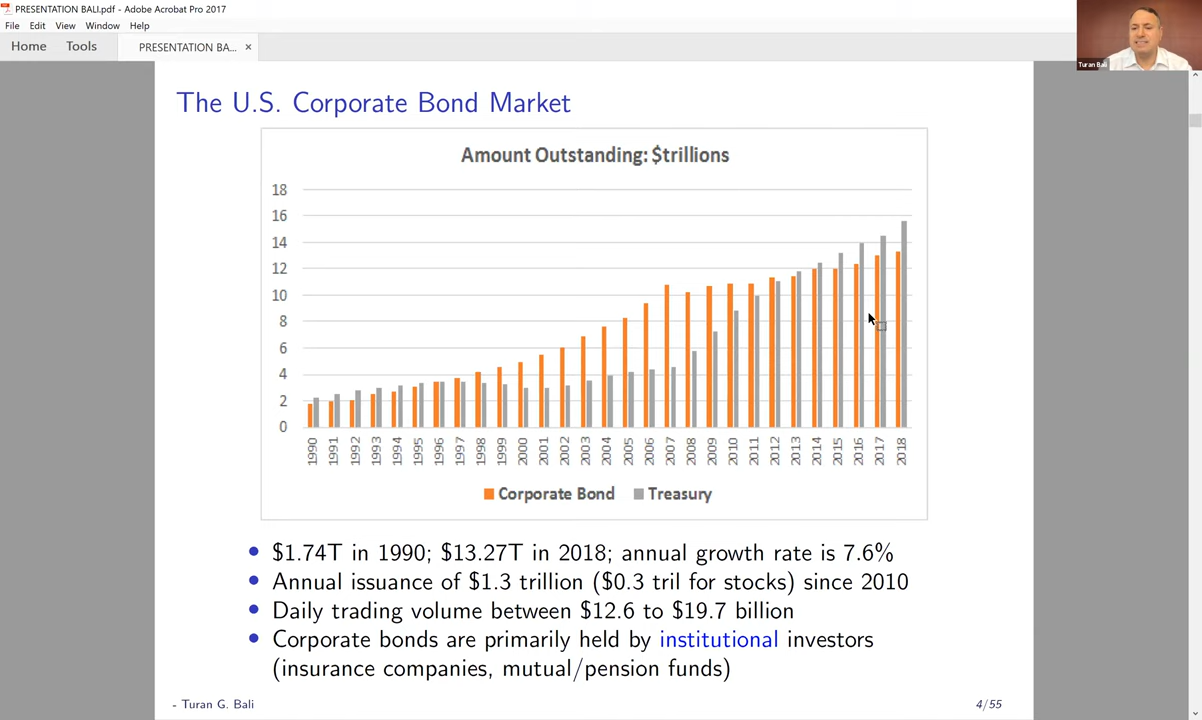 PRESENTATION BALI.pdf - Adobe Acrobat Pro 2017
File Edit View Window Help
Home Tools PRESENTATION BA... ×
Turan Bali
The U.S. Corporate Bond Market
Amount Outstanding: $trillions
18
16
14
12
10
8
6
4
2
0
1990 1991 1992 1993 1994 1995 1996 1997 1998 1999 2000 2001 2002 2003 2004 2005 2006 2007 2008 2009 2010 2011 2012 2013 2014 2015 2016 2017 2018
Corporate Bond Treasury
• $1.74T in 1990; $13.27T in 2018; annual growth rate is 7.6%
• Annual issuance of $1.3 trillion ($0.3 tril for stocks) since 2010
• Daily trading volume between $12.6 to $19.7 billion
• Corporate bonds are primarily held by institutional investors
(insurance companies, mutual/pension funds)
- Turan G. Bali 4/55